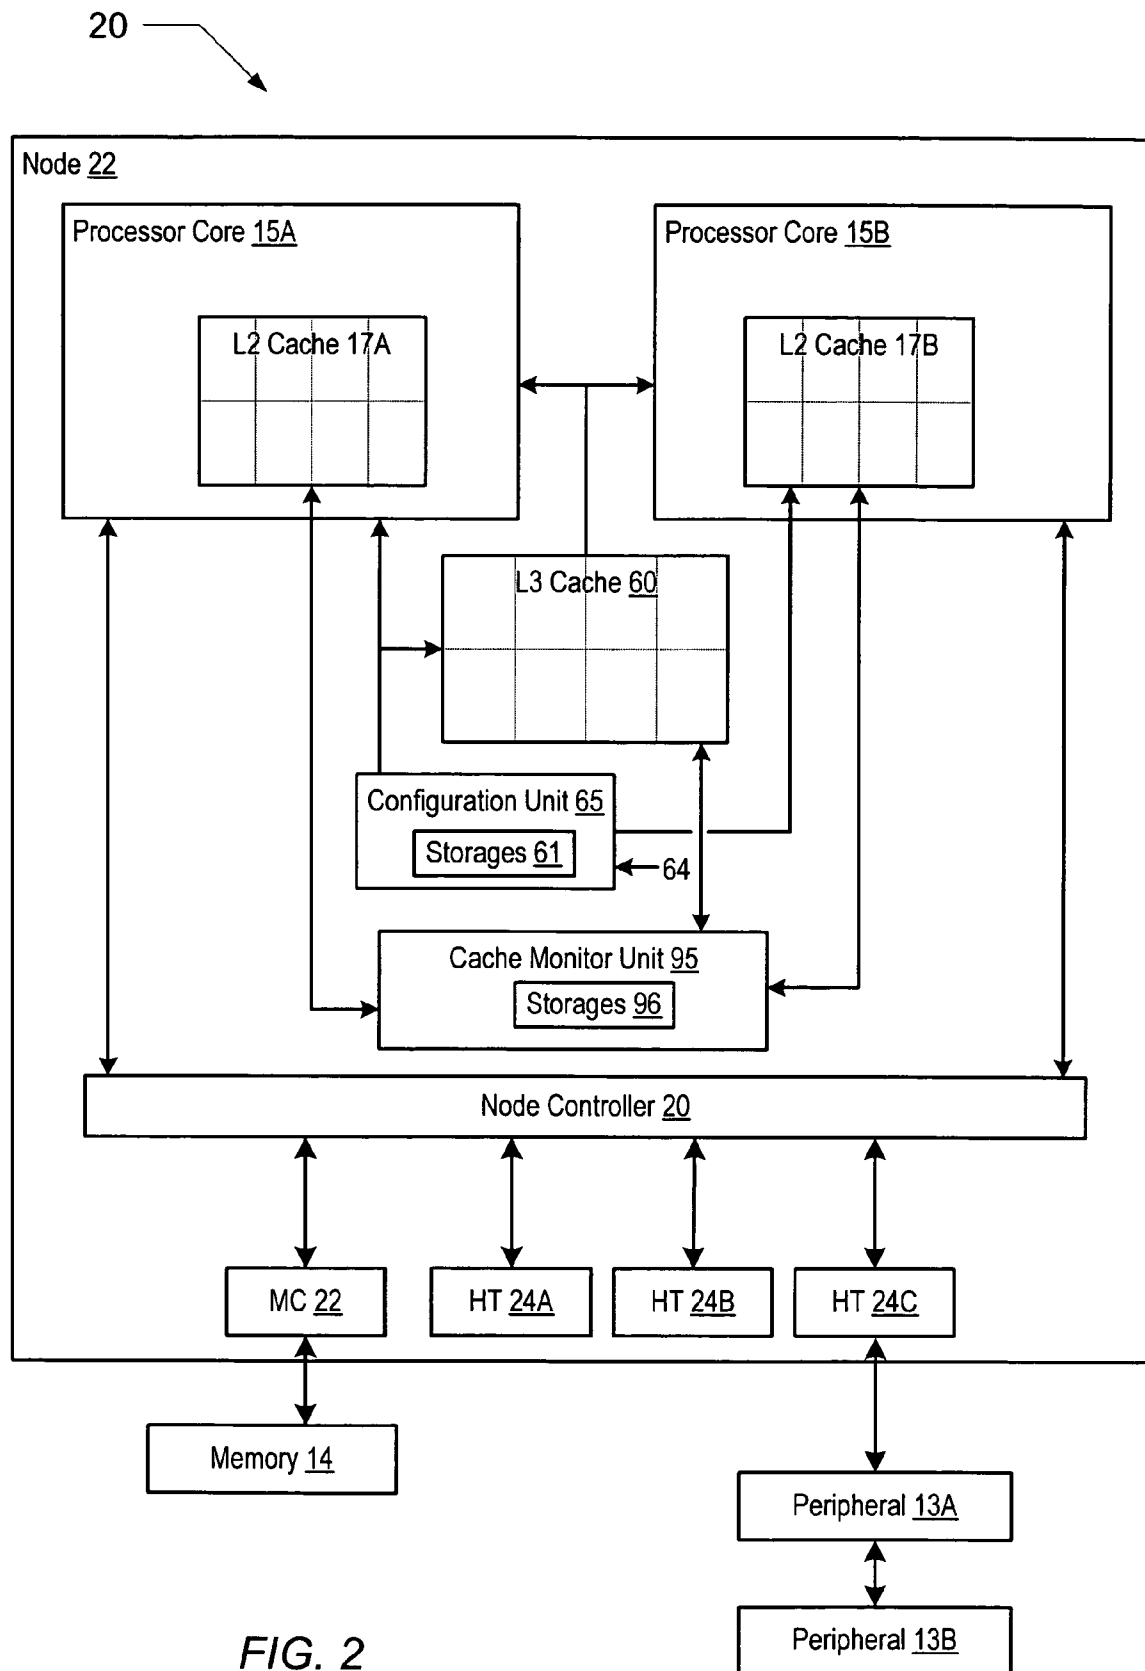 20
Node 22
Processor Core 15A
Processor Core 15B
L2 Cache 17A
L2 Cache 17B
L3 Cache 60
Configuration Unit 65
Storages 61
64
Cache Monitor Unit 95
Storages 96
Node Controller 20
MC 22
HT 24A
HT 24B
HT 24C
Memory 14
Peripheral 13A
Peripheral 13B
FIG. 2